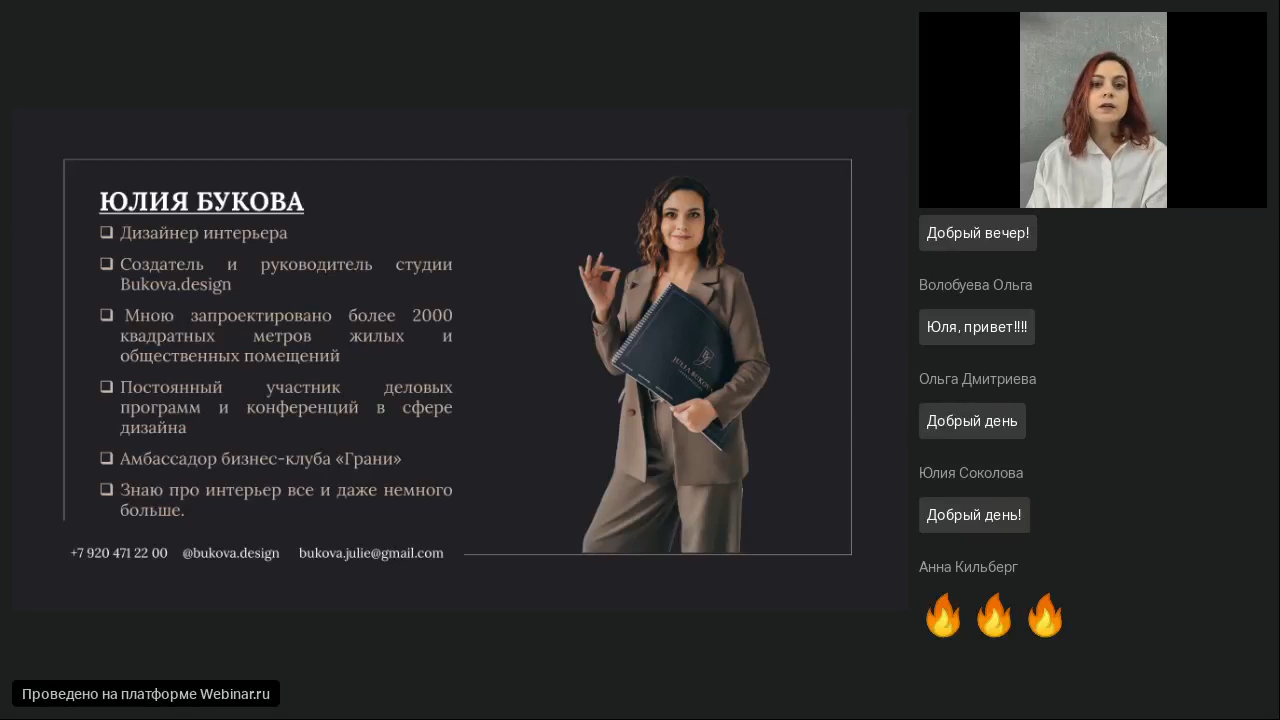 ЮЛИЯ БУКОВА
❑ Дизайнер интерьера
❑ Создатель и руководитель студии
Bukova.design
❑ Мною запроектировано более 2000
квадратных метров жилых и
общественных помещений
❑ Постоянный участник деловых
программ и конференций в сфере
дизайна
❑ Амбассадор бизнес-клуба «Грани»
❑ Знаю про интерьер все и даже немного
больше.
+7 920 471 22 00 @bukova.design bukova.julie@gmail.com
JULIA BUKOVA
Добрый вечер!
Волобуева Ольга
Юля, привет!!!!
Ольга Дмитриева
Добрый день
Юлия Соколова
Добрый день!
Анна Кильберг
Проведено на платформе Webinar.ru